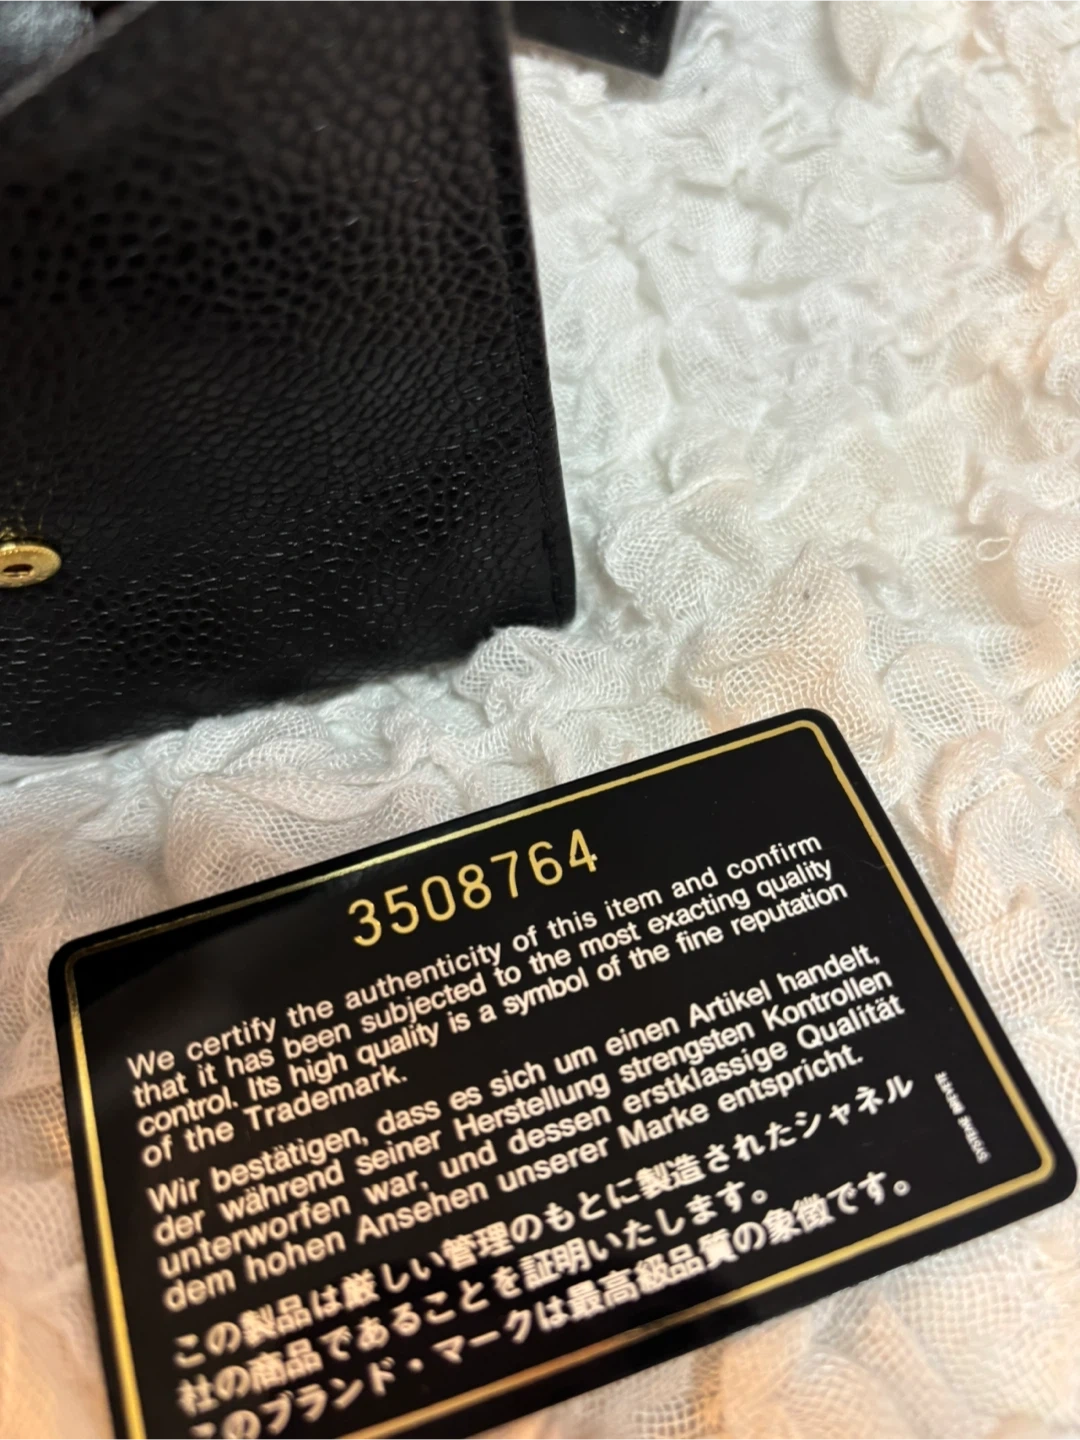 3508764
We certify the authenticity of this item and confirm
that it has been subjected to the most exacting quality
control. Its high quality is a symbol of the fine reputation
of the Trademark.
Wir bestätigen, dass es sich um einen Artikel handelt,
der während seiner Herstellung strengsten Kontrollen
unterworfen war, und dessen erstklassige Qualität
dem hohen Ansehen unserer Marke entspricht.
この製品は厳しい管理のもとに製造されたシャネル
社の商品であることを証明いたします。
このブランド・マークは最高級品質の象徴です。